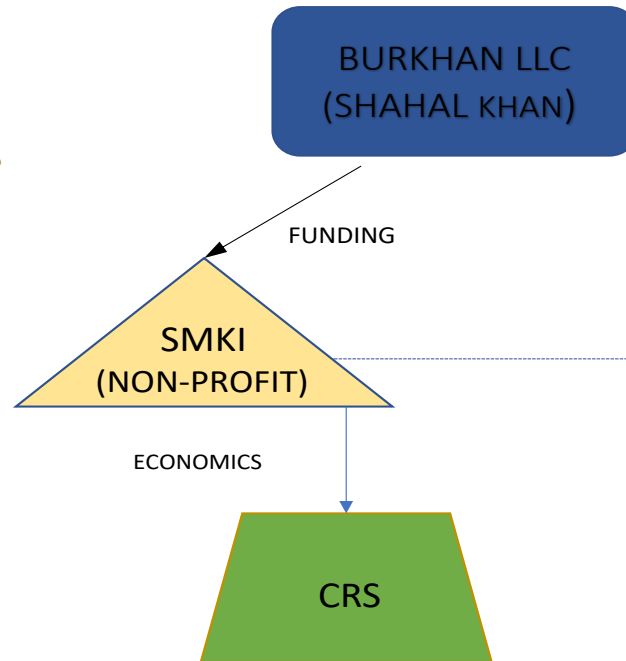 BURKHAN LLC
(SHAHAL KHAN)
FUNDING
SMKI
(NON-PROFIT)
ECONOMICS
CRS